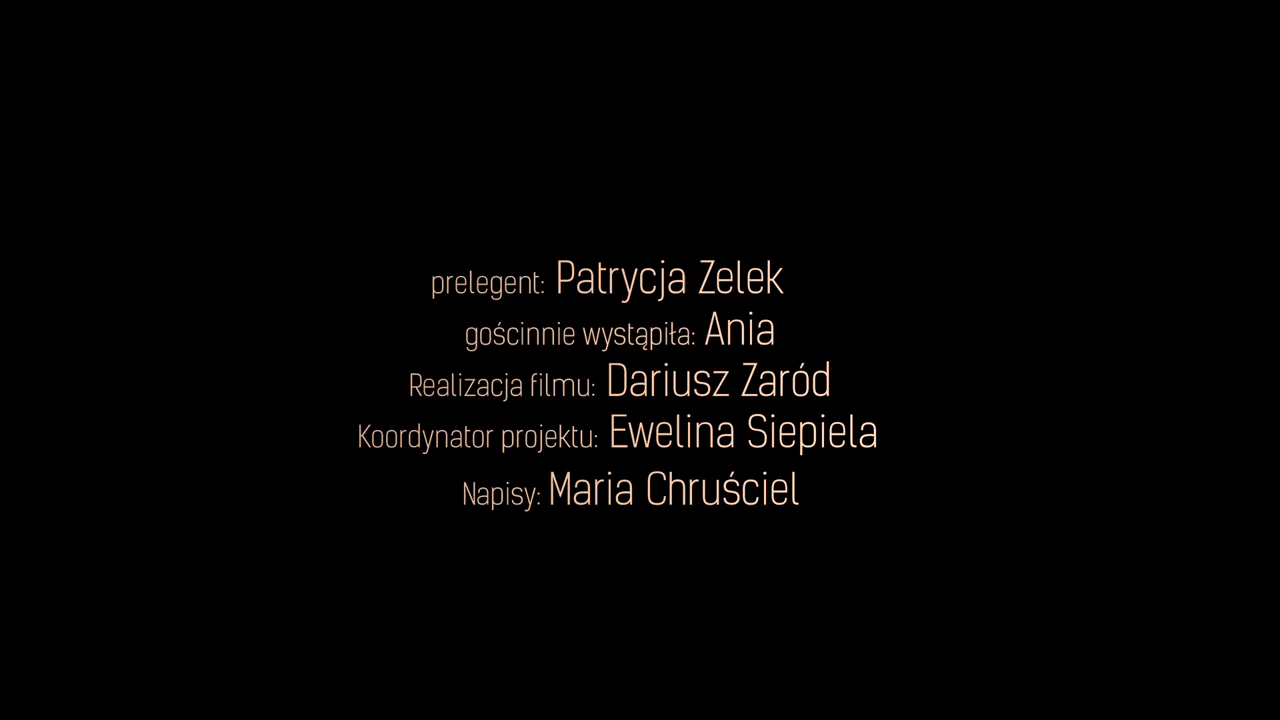 prelegent: Patrycja Zelek
gościnnie wystąpiła: Ania
Realizacja filmu: Dariusz Zaród
Koordynator projektu: Ewelina Siepiela
Napisy: Maria Chruściel